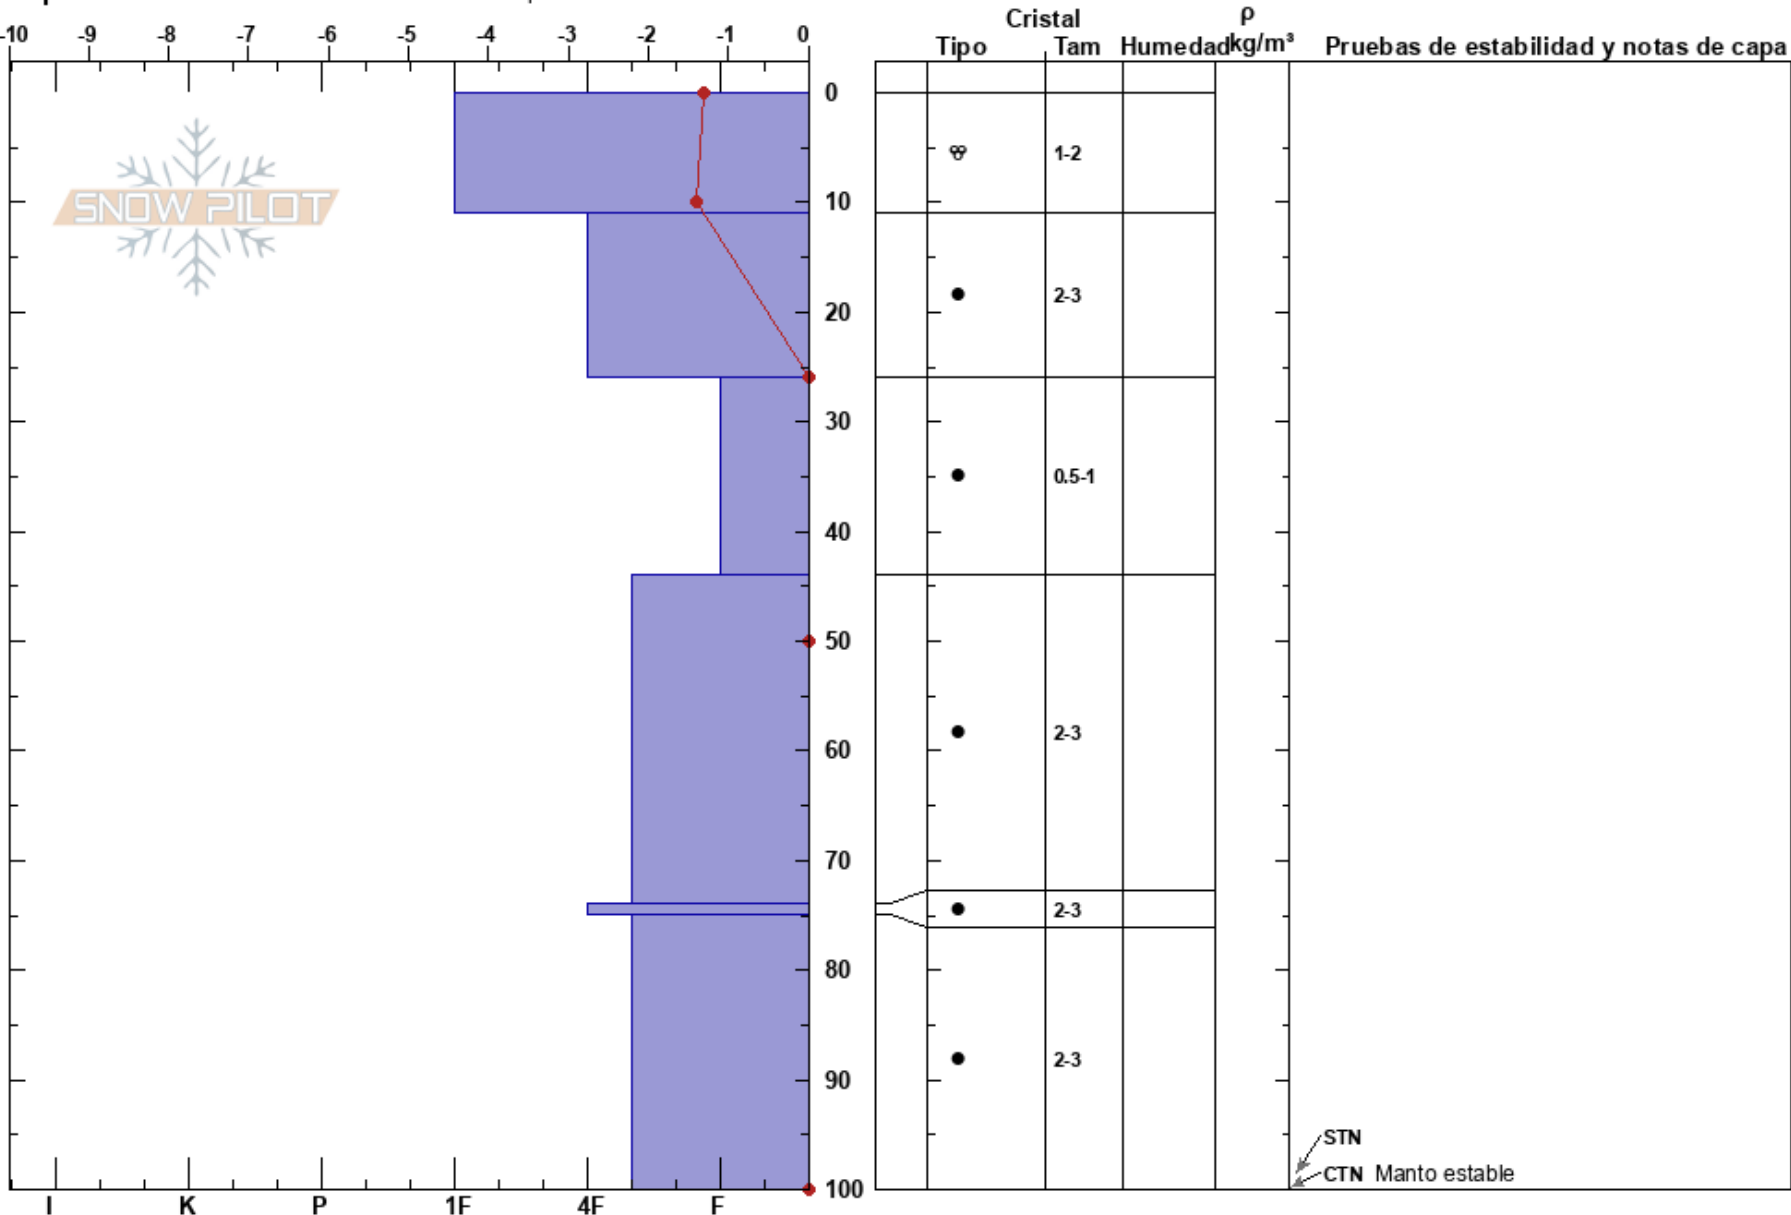 Cristal ρ
-10 -9 -8 -7 -6 -5 -4 -3 -2 -1 0 Tipo Tam Humedad kg/m³ Pruebas de estabilidad y notas de capa
0
1-2
SNOW PILOT 10
2-3
20
30
0.5-1
40
50
2-3
60
70
2-3
80
2-3
90
STN
CTN Manto estable
100
I K P 1F 4F F